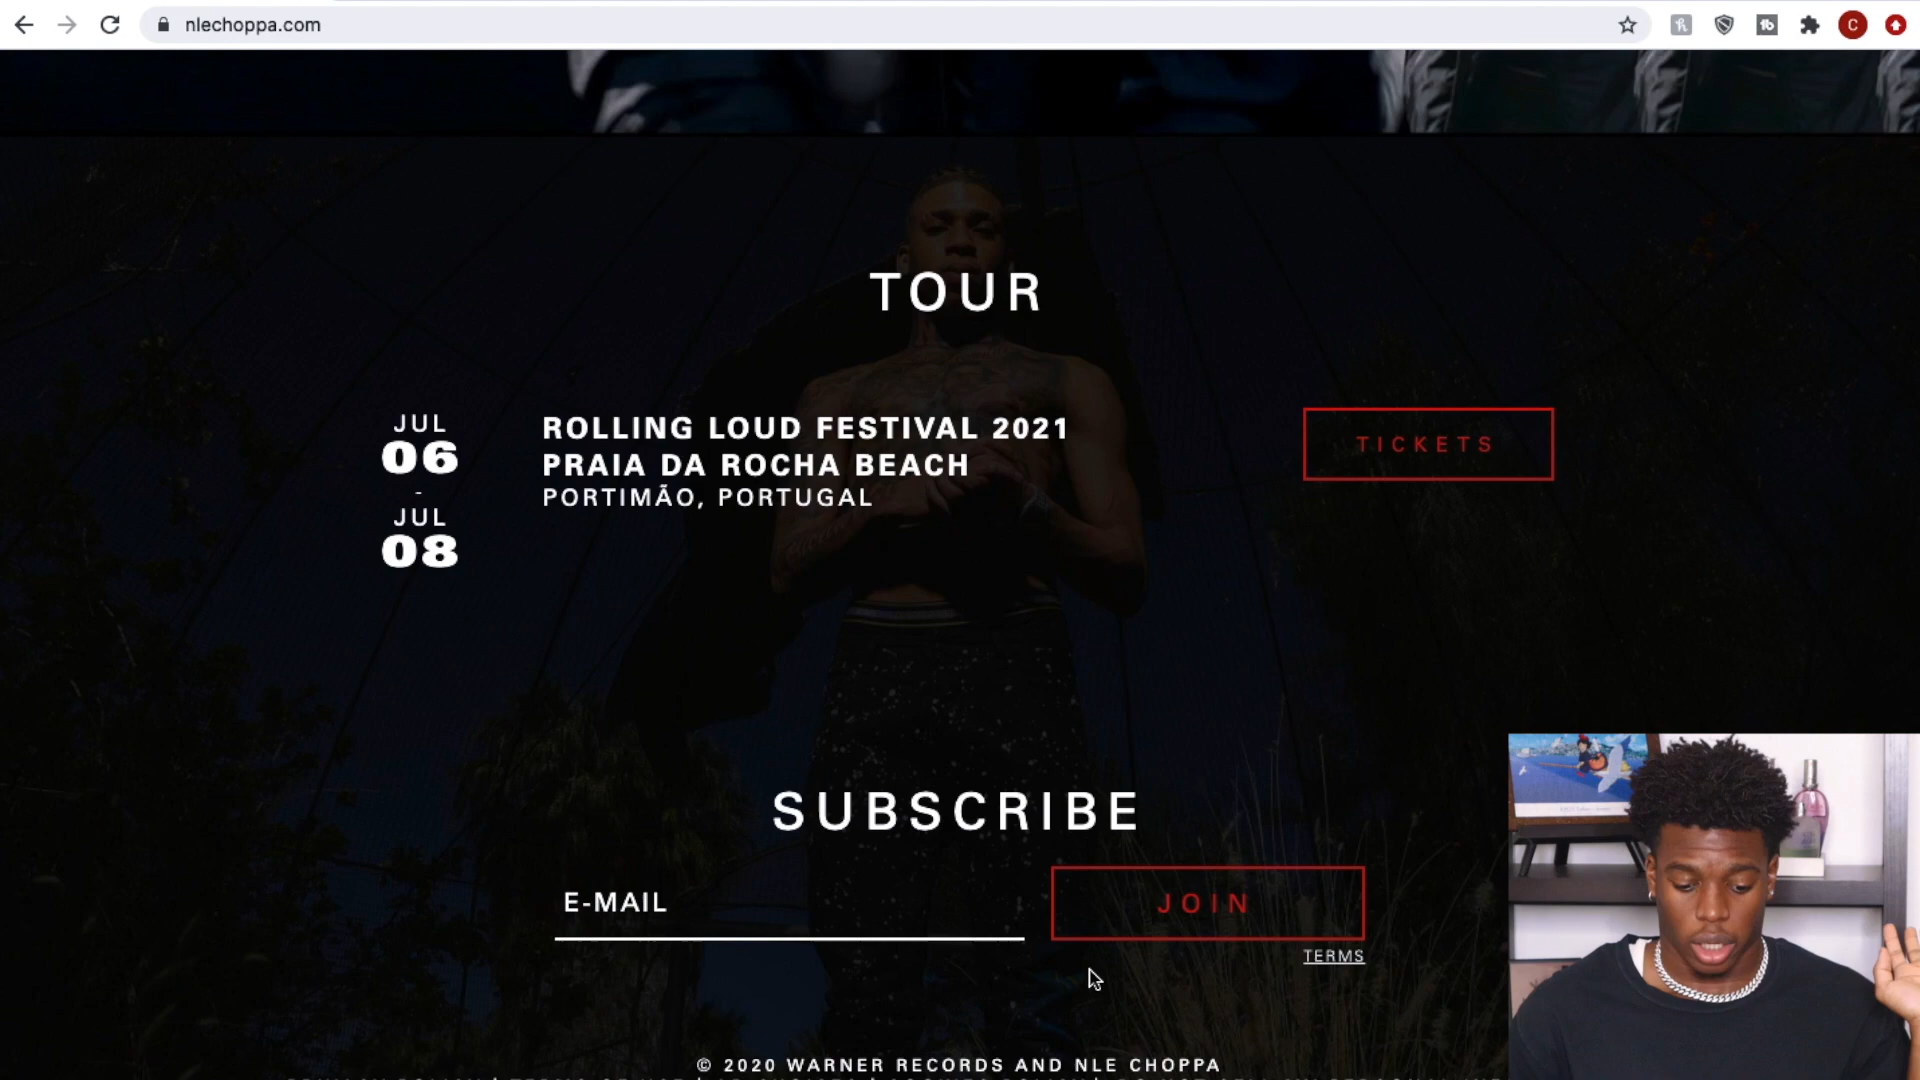 nlechoppa.com
TOUR
JUL
06
-
JUL
08
ROLLING LOUD FESTIVAL 2021
PRAIA DA ROCHA BEACH
PORTIMÃO, PORTUGAL
TICKETS
SUBSCRIBE
E-MAIL
JOIN
TERMS
© 2020 WARNER RECORDS AND NLE CHOPPA